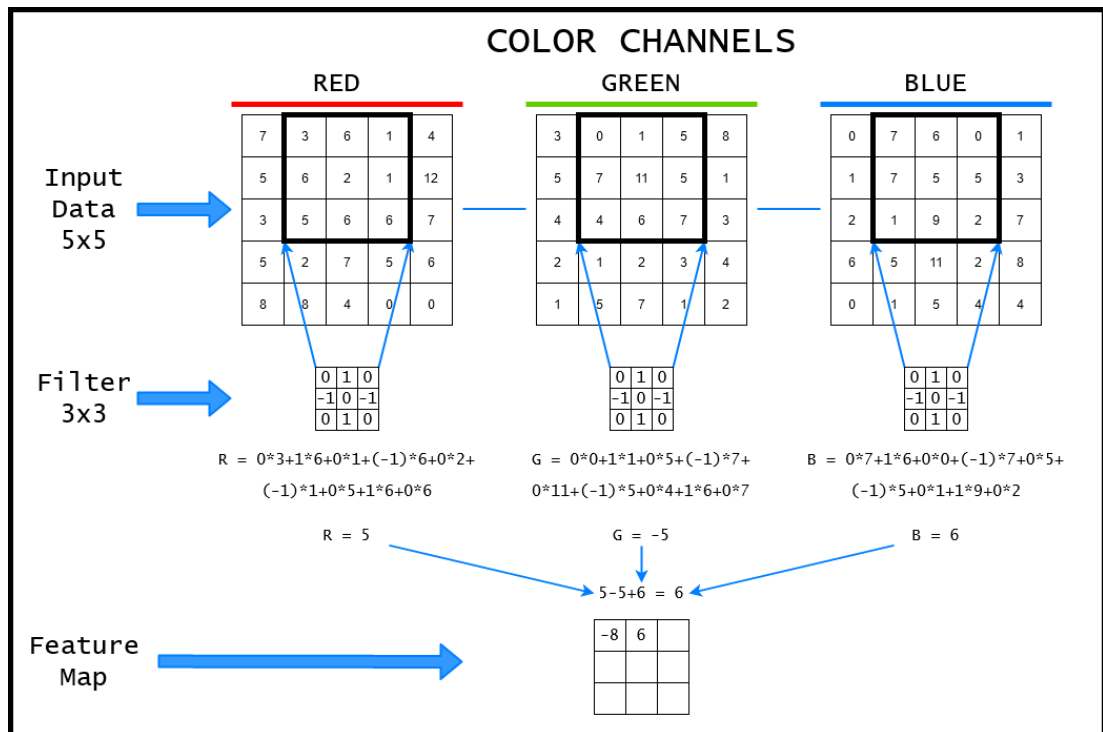 COLOR CHANNELS
RED GREEN BLUE
Input
Data
5x5
7 3 6 1 4
5 6 2 1 12
3 5 6 6 7
5 2 7 5 6
8 8 4 0 0
3 0 1 5 8
5 7 11 5 1
4 4 6 7 3
2 1 2 3 4
1 5 7 1 2
0 7 6 0 1
1 7 5 5 3
2 1 9 2 7
6 5 11 2 8
0 1 5 4 4
Filter
3x3
0 1 0
-1 0 -1
0 1 0
0 1 0
-1 0 -1
0 1 0
0 1 0
-1 0 -1
0 1 0
R = 0*3+1*6+0*1+(-1)*6+0*2+
(-1)*1+0*5+1*6+0*6
R = 5
G = 0*0+1*1+0*5+(-1)*7+
0*11+(-1)*5+0*4+1*6+0*7
G = -5
B = 0*7+1*6+0*0+(-1)*7+0*5+
(-1)*5+0*1+1*9+0*2
B = 6
5-5+6 = 6
Feature
Map
-8 6